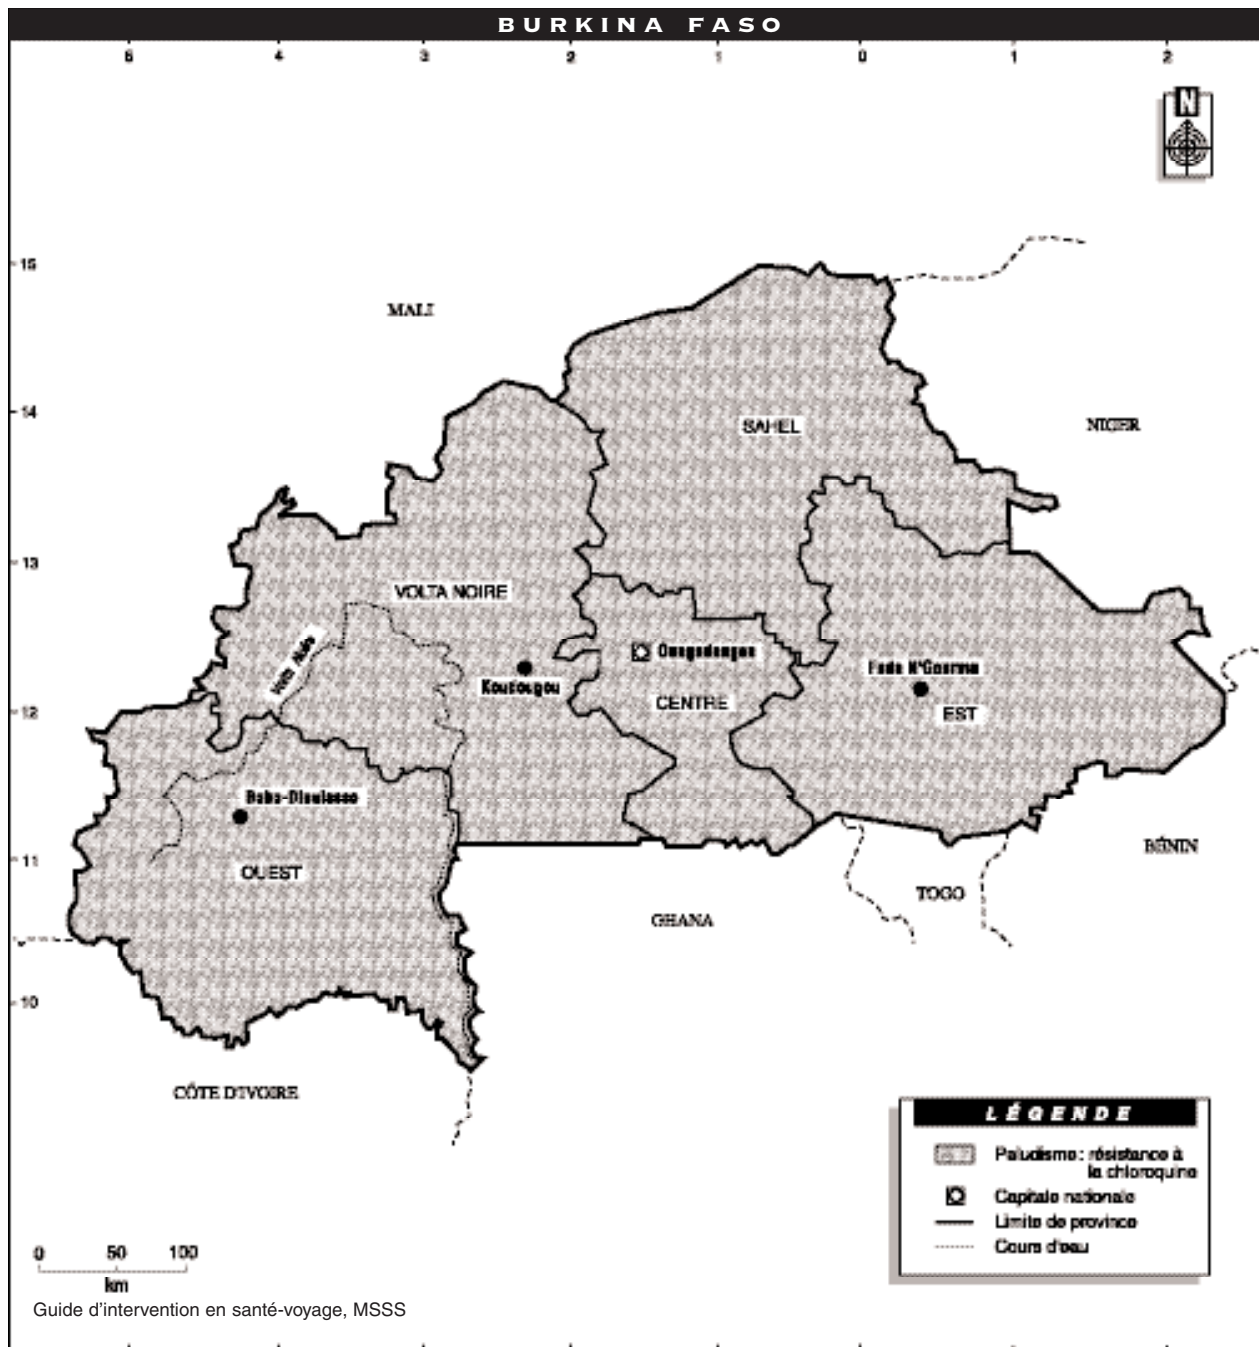 BURKINA FASO
5 4 3 2 1 0 1 2
N
15
MALI
14
SAHEL
NIGER
13
VOLTA NOIRE
Volta Noire
Ouagadougou
Koudougou
Fada N'Gourma
CENTRE
12
EST
Bobo-Dioulasso
BÉNIN
11
OUEST
TOGO
GHANA
10
CÔTE D'IVOIRE
LÉGENDE
Paludisme : résistance à
la chloroquine
Capitale nationale
Limite de province
Cours d'eau
0 50 100
km
Guide d'intervention en santé-voyage, MSSS